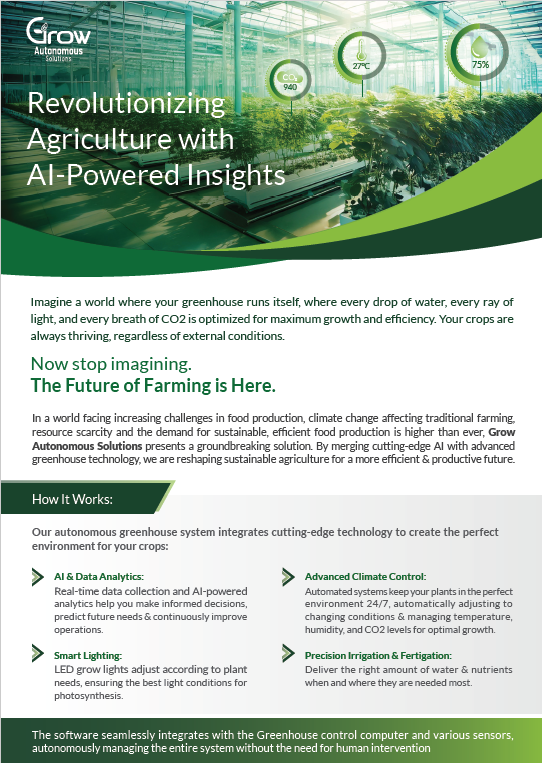 Grow
Autonomous
Solutions
CO₂
940
27°C
75%
Revolutionizing
Agriculture with
AI-Powered Insights
Imagine a world where your greenhouse runs itself, where every drop of water, every ray of
light, and every breath of CO2 is optimized for maximum growth and efficiency. Your crops are
always thriving, regardless of external conditions.
Now stop imagining.
The Future of Farming is Here.
In a world facing increasing challenges in food production, climate change affecting traditional farming,
resource scarcity and the demand for sustainable, efficient food production is higher than ever, Grow
Autonomous Solutions presents a groundbreaking solution. By merging cutting-edge AI with advanced
greenhouse technology, we are reshaping sustainable agriculture for a more efficient & productive future.
How It Works:
Our autonomous greenhouse system integrates cutting-edge technology to create the perfect
environment for your crops:
AI & Data Analytics:
Real-time data collection and AI-powered
analytics help you make informed decisions,
predict future needs & continuously improve
operations.
Advanced Climate Control:
Automated systems keep your plants in the perfect
environment 24/7, automatically adjusting to
changing conditions & managing temperature,
humidity, and CO2 levels for optimal growth.
Smart Lighting:
LED grow lights adjust according to plant
needs, ensuring the best light conditions for
photosynthesis.
Precision Irrigation & Fertigation:
Deliver the right amount of water & nutrients
when and where they are needed most.
The software seamlessly integrates with the Greenhouse control computer and various sensors,
autonomously managing the entire system without the need for human intervention